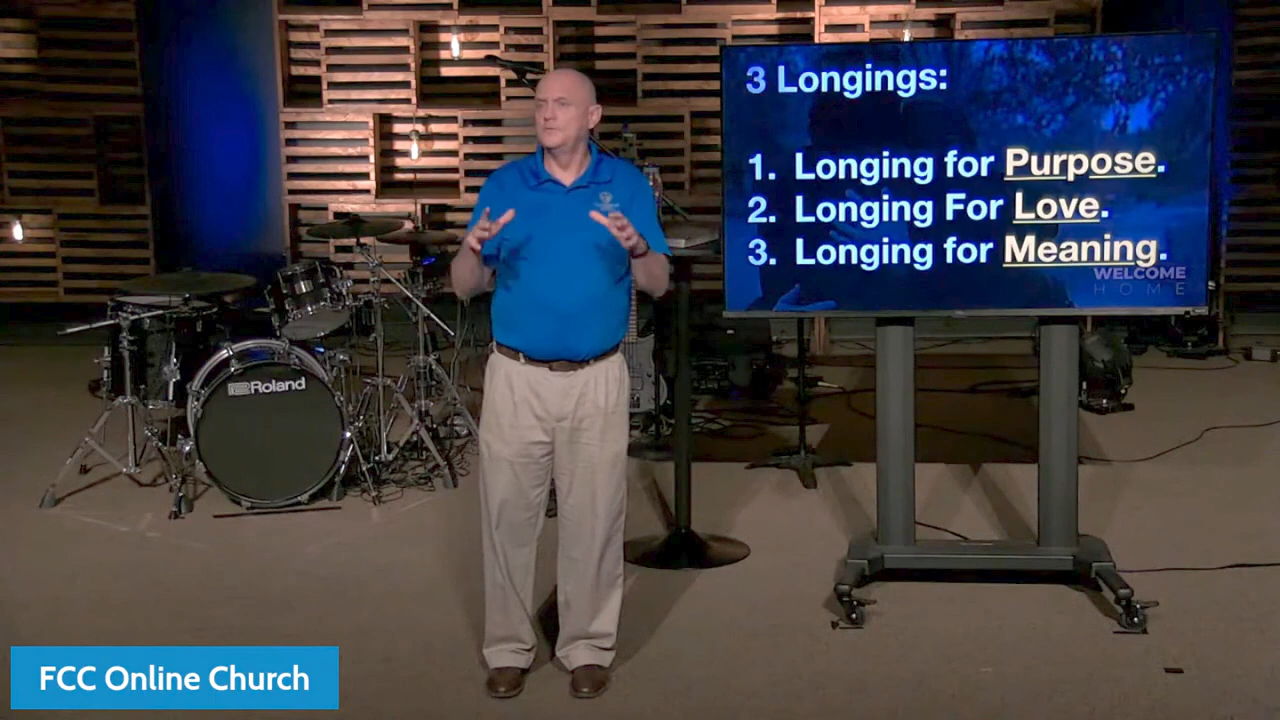 3 Longings:
1. Longing for Purpose.
2. Longing For Love.
3. Longing for Meaning.
WELCOME
HOME
Roland
FCC Online Church